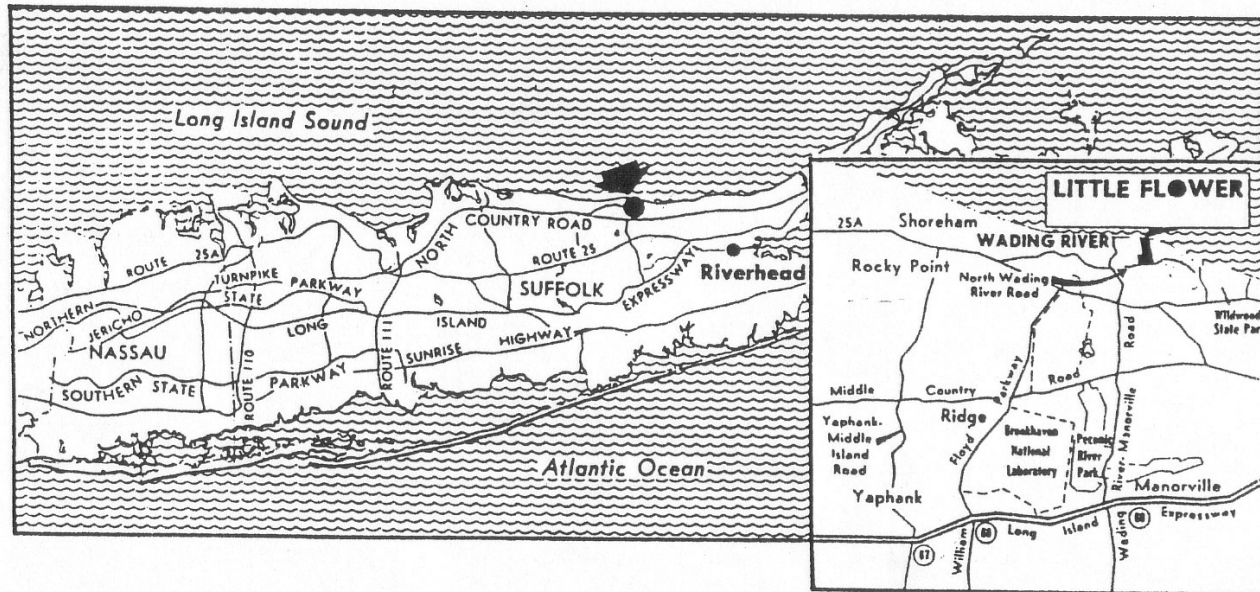 Long Island Sound
NORTH
COUNTRY ROAD
ROUTE 25
ROUTE
25A
NORTHERN
TURNPIKE
JERICHO
STATE
PARKWAY
LONG
ISLAND
EXPRESSWAY
Riverhead
SUFFOLK
NASSAU
SUNRISE
HIGHWAY
SOUTHERN STATE
PARKWAY
ROUTE 110
ROUTE 111
Atlantic Ocean
LITTLE FLOWER
25A
Shoreham
WADING RIVER
Rocky Point
North Wading
River Road
Wildwood
State Park
Middle
Country
Road
Yaphank-
Middle
Island
Road
Ridge
Brookhaven
National
Laboratory
Peconic
River
Park
Manorville
Yaphank
William
Floyd
Parkway
Wading
River-Manorville
Road
67
68
Long
Island
Expressway